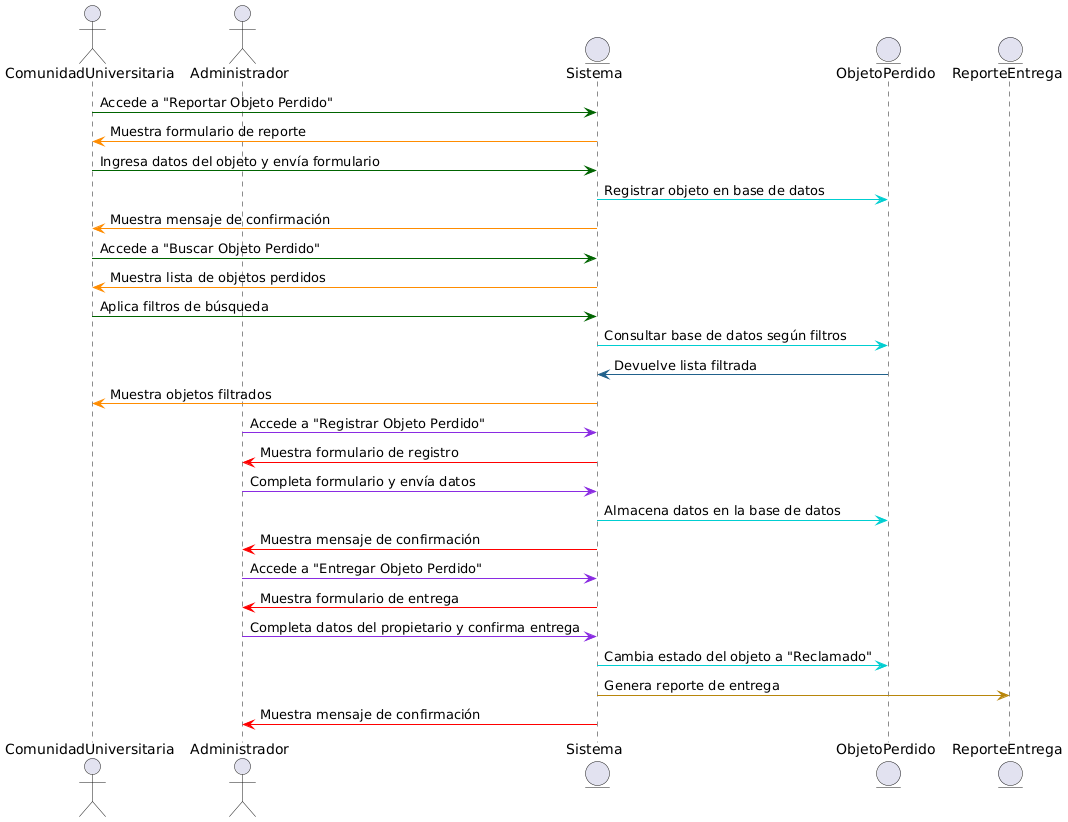 ComunidadUniversitaria
Administrador
Sistema
ObjetoPerdido
ReporteEntrega
Accede a "Reportar Objeto Perdido"
Muestra formulario de reporte
Ingresa datos del objeto y envía formulario
Registrar objeto en base de datos
Muestra mensaje de confirmación
Accede a "Buscar Objeto Perdido"
Muestra lista de objetos perdidos
Aplica filtros de búsqueda
Consultar base de datos según filtros
Devuelve lista filtrada
Muestra objetos filtrados
Accede a "Registrar Objeto Perdido"
Muestra formulario de registro
Completa formulario y envía datos
Almacena datos en la base de datos
Muestra mensaje de confirmación
Accede a "Entregar Objeto Perdido"
Muestra formulario de entrega
Completa datos del propietario y confirma entrega
Cambia estado del objeto a "Reclamado"
Genera reporte de entrega
Muestra mensaje de confirmación
ComunidadUniversitaria
Administrador
Sistema
ObjetoPerdido
ReporteEntrega